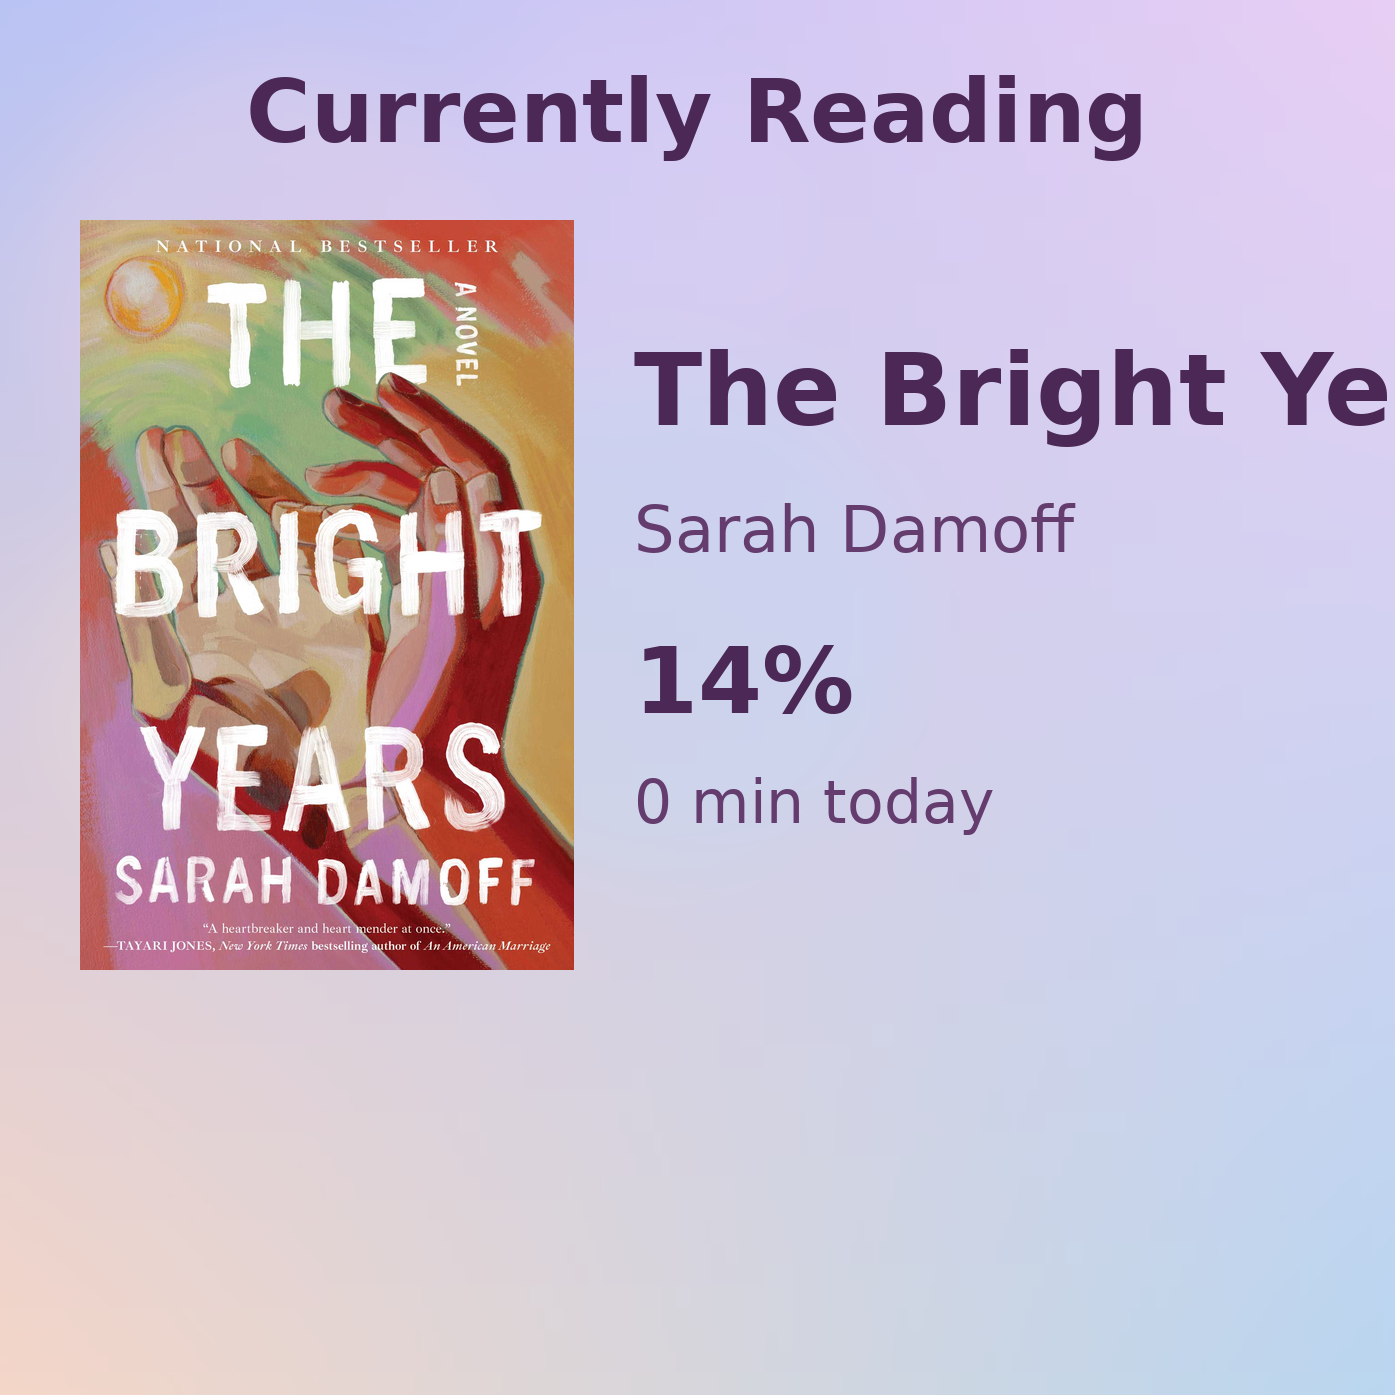 Currently Reading
NATIONAL BESTSELLER
THE
A NOVEL
BRIGHT
YEARS
SARAH DAMOFF
“A heartbreaker and heart mender at once.”
—TAYARI JONES, New York Times bestselling author of An American Marriage
The Bright Ye
Sarah Damoff
14%
0 min today